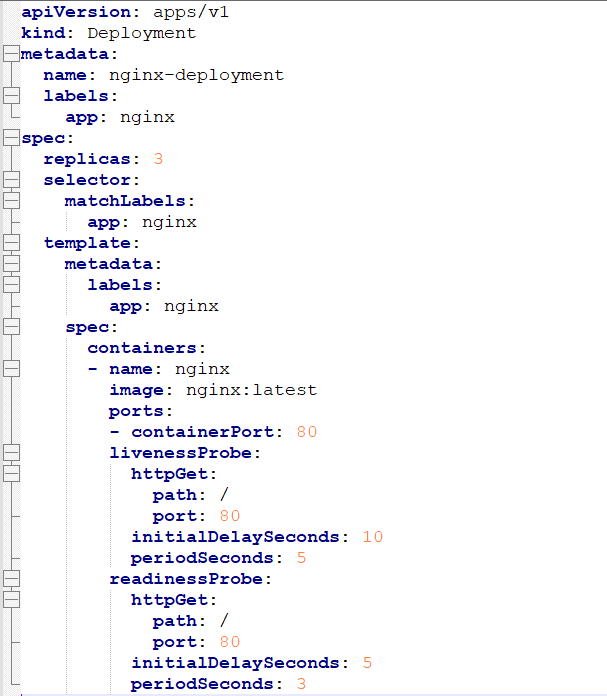 apiVersion: apps/v1
kind: Deployment
metadata:
  name: nginx-deployment
  labels:
    app: nginx
spec:
  replicas: 3
  selector:
    matchLabels:
      app: nginx
  template:
    metadata:
      labels:
        app: nginx
    spec:
      containers:
      - name: nginx
        image: nginx:latest
        ports:
        - containerPort: 80
        livenessProbe:
          httpGet:
            path: /
            port: 80
          initialDelaySeconds: 10
          periodSeconds: 5
        readinessProbe:
          httpGet:
            path: /
            port: 80
          initialDelaySeconds: 5
          periodSeconds: 3